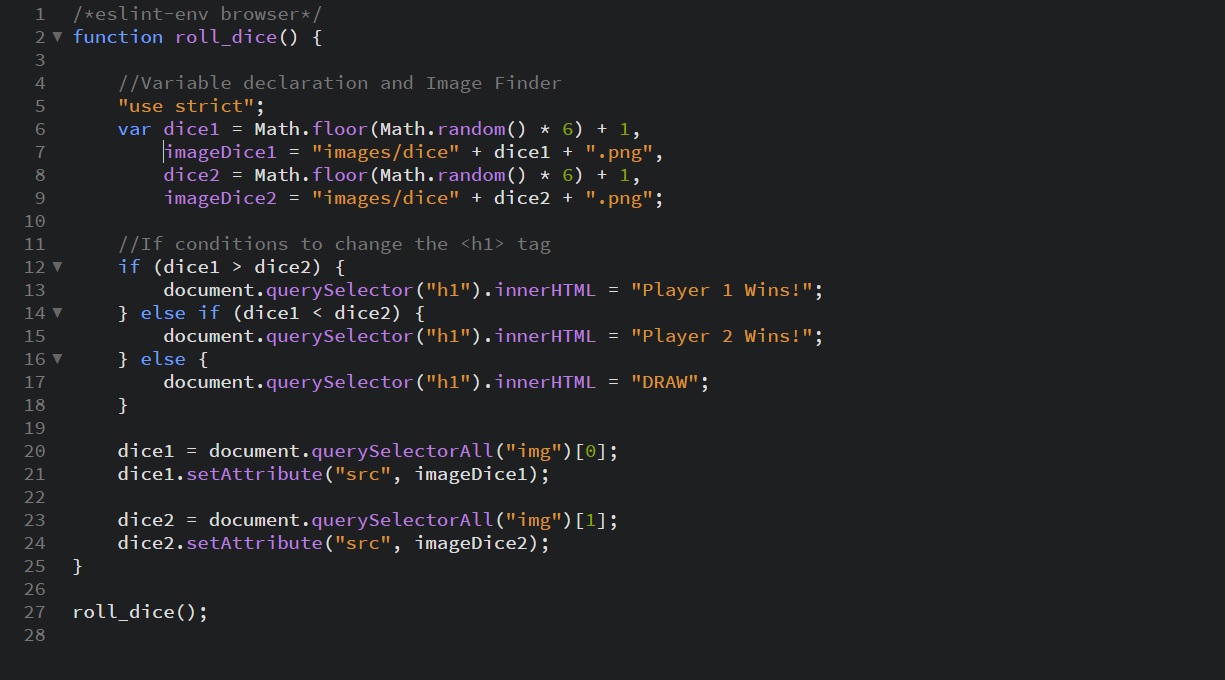 1 /*eslint-env browser*/
2 ▼ function roll_dice() {
3
4     //Variable declaration and Image Finder
5     "use strict";
6     var dice1 = Math.floor(Math.random() * 6) + 1,
7         imageDice1 = "images/dice" + dice1 + ".png",
8         dice2 = Math.floor(Math.random() * 6) + 1,
9         imageDice2 = "images/dice" + dice2 + ".png";
10
11     //If conditions to change the <h1> tag
12 ▼     if (dice1 > dice2) {
13         document.querySelector("h1").innerHTML = "Player 1 Wins!";
14 ▼     } else if (dice1 < dice2) {
15         document.querySelector("h1").innerHTML = "Player 2 Wins!";
16 ▼     } else {
17         document.querySelector("h1").innerHTML = "DRAW";
18     }
19
20     dice1 = document.querySelectorAll("img")[0];
21     dice1.setAttribute("src", imageDice1);
22
23     dice2 = document.querySelectorAll("img")[1];
24     dice2.setAttribute("src", imageDice2);
25 }
26
27 roll_dice();
28